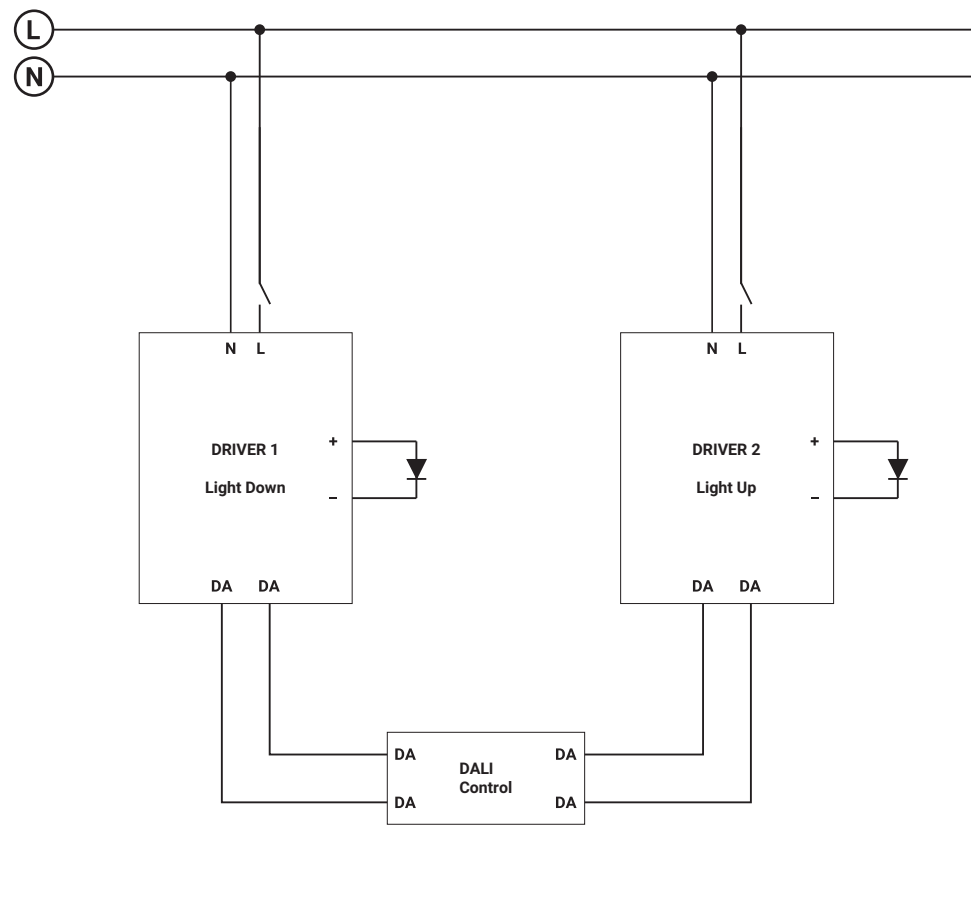 L
N
N L
N L
DRIVER 1
Light Down
+
−
DRIVER 2
Light Up
+
−
DA DA
DA DA
DA
DA
DALI
Control
DA
DA